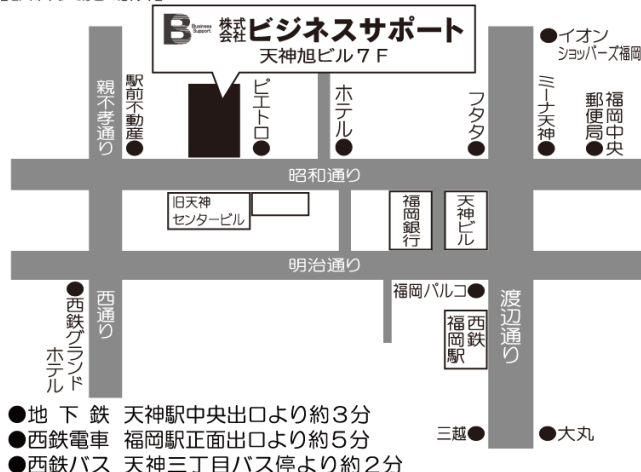 Business Support
株式会社ビジネスサポート
天神旭ビル7F
イオン
ショッパーズ福岡
親不孝通り
駅前不動産
ピエトロ
ホテル
フタタ
ミーナ天神
福岡中央
郵便局
昭和通り
旧天神
センタービル
福岡銀行
天神ビル
明治通り
西鉄グランド
ホテル
西通り
福岡パルコ
西鉄
福岡駅
渡辺通り
三越
大丸
●地下鉄 天神駅中央出口より約3分
●西鉄電車 福岡駅正面出口より約5分
●西鉄バス 天神三丁目バス停より約2分